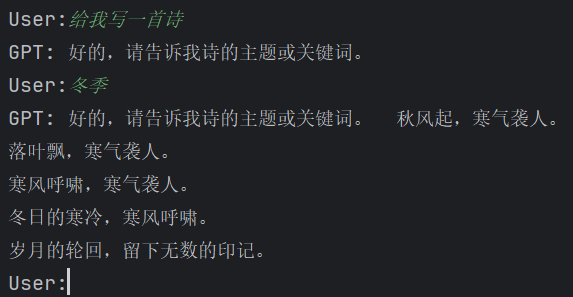 User:给我写一首诗
GPT: 好的，请告诉我诗的主题或关键词。
User:冬季
GPT: 好的，请告诉我诗的主题或关键词。  秋风起，寒气袭人。
落叶飘，寒气袭人。
寒风呼啸，寒气袭人。
冬日的寒冷，寒风呼啸。
岁月的轮回，留下无数的印记。
User: